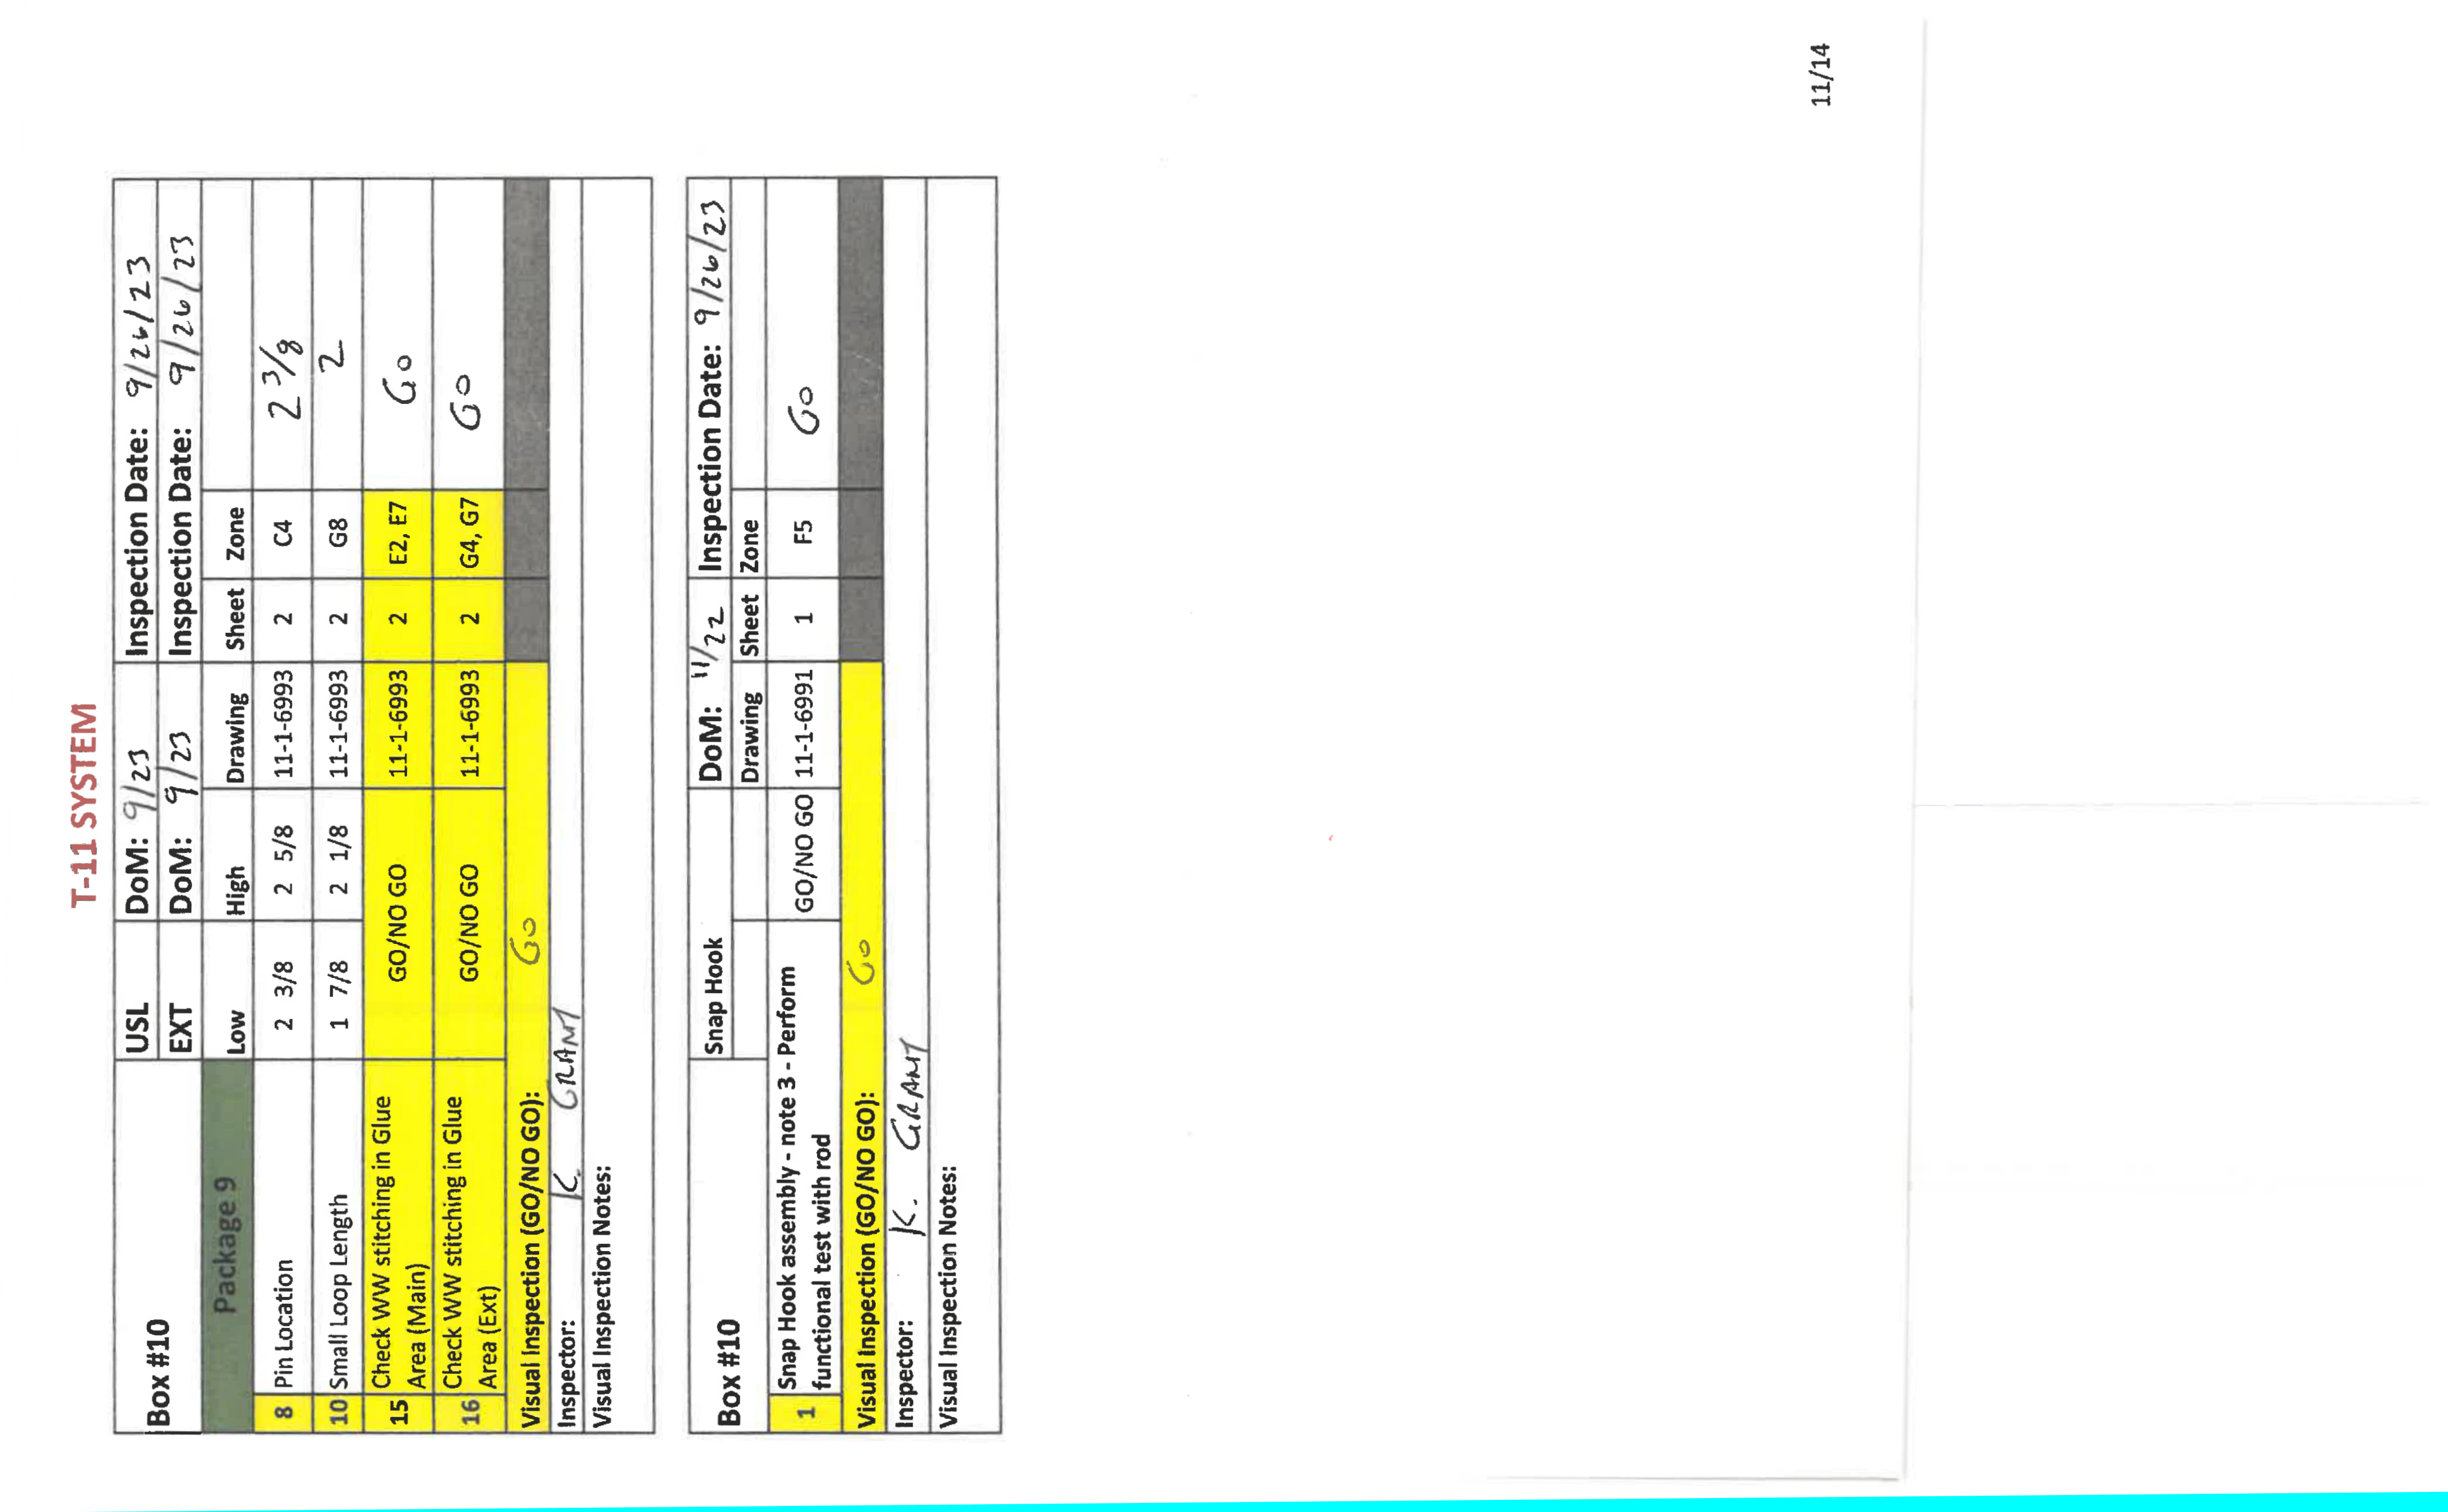 T-11 SYSTEM
Box #10 USL DoM: 9/23 Inspection Date: 9/26/23
EXT DoM: 9/23 Inspection Date: 9/26/23
Package 9 Low High Drawing Sheet Zone
8 Pin Location 2 3/8 2 5/8 11-1-6993 2 C4 2 3/8
10 Small Loop Length 1 7/8 2 1/8 11-1-6993 2 G8 2
15 Check WW stitching in Glue GO/NO GO 11-1-6993 2 E2, E7 Go
Area (Main)
16 Check WW stitching in Glue GO/NO GO 11-1-6993 2 G4, G7 GO
Area (Ext)
Visual Inspection (GO/NO GO): Go
Inspector: K. GRANT
Visual Inspection Notes:
Box #10 Snap Hook DoM: 11/22 Inspection Date: 9/26/23
Drawing Sheet Zone
1 Snap Hook assembly - note 3 - Perform GO/NO GO 11-1-6991 1 F5 Go
functional test with rod
Visual Inspection (GO/NO GO): Go
Inspector: K. GRANT
Visual Inspection Notes:
11/14